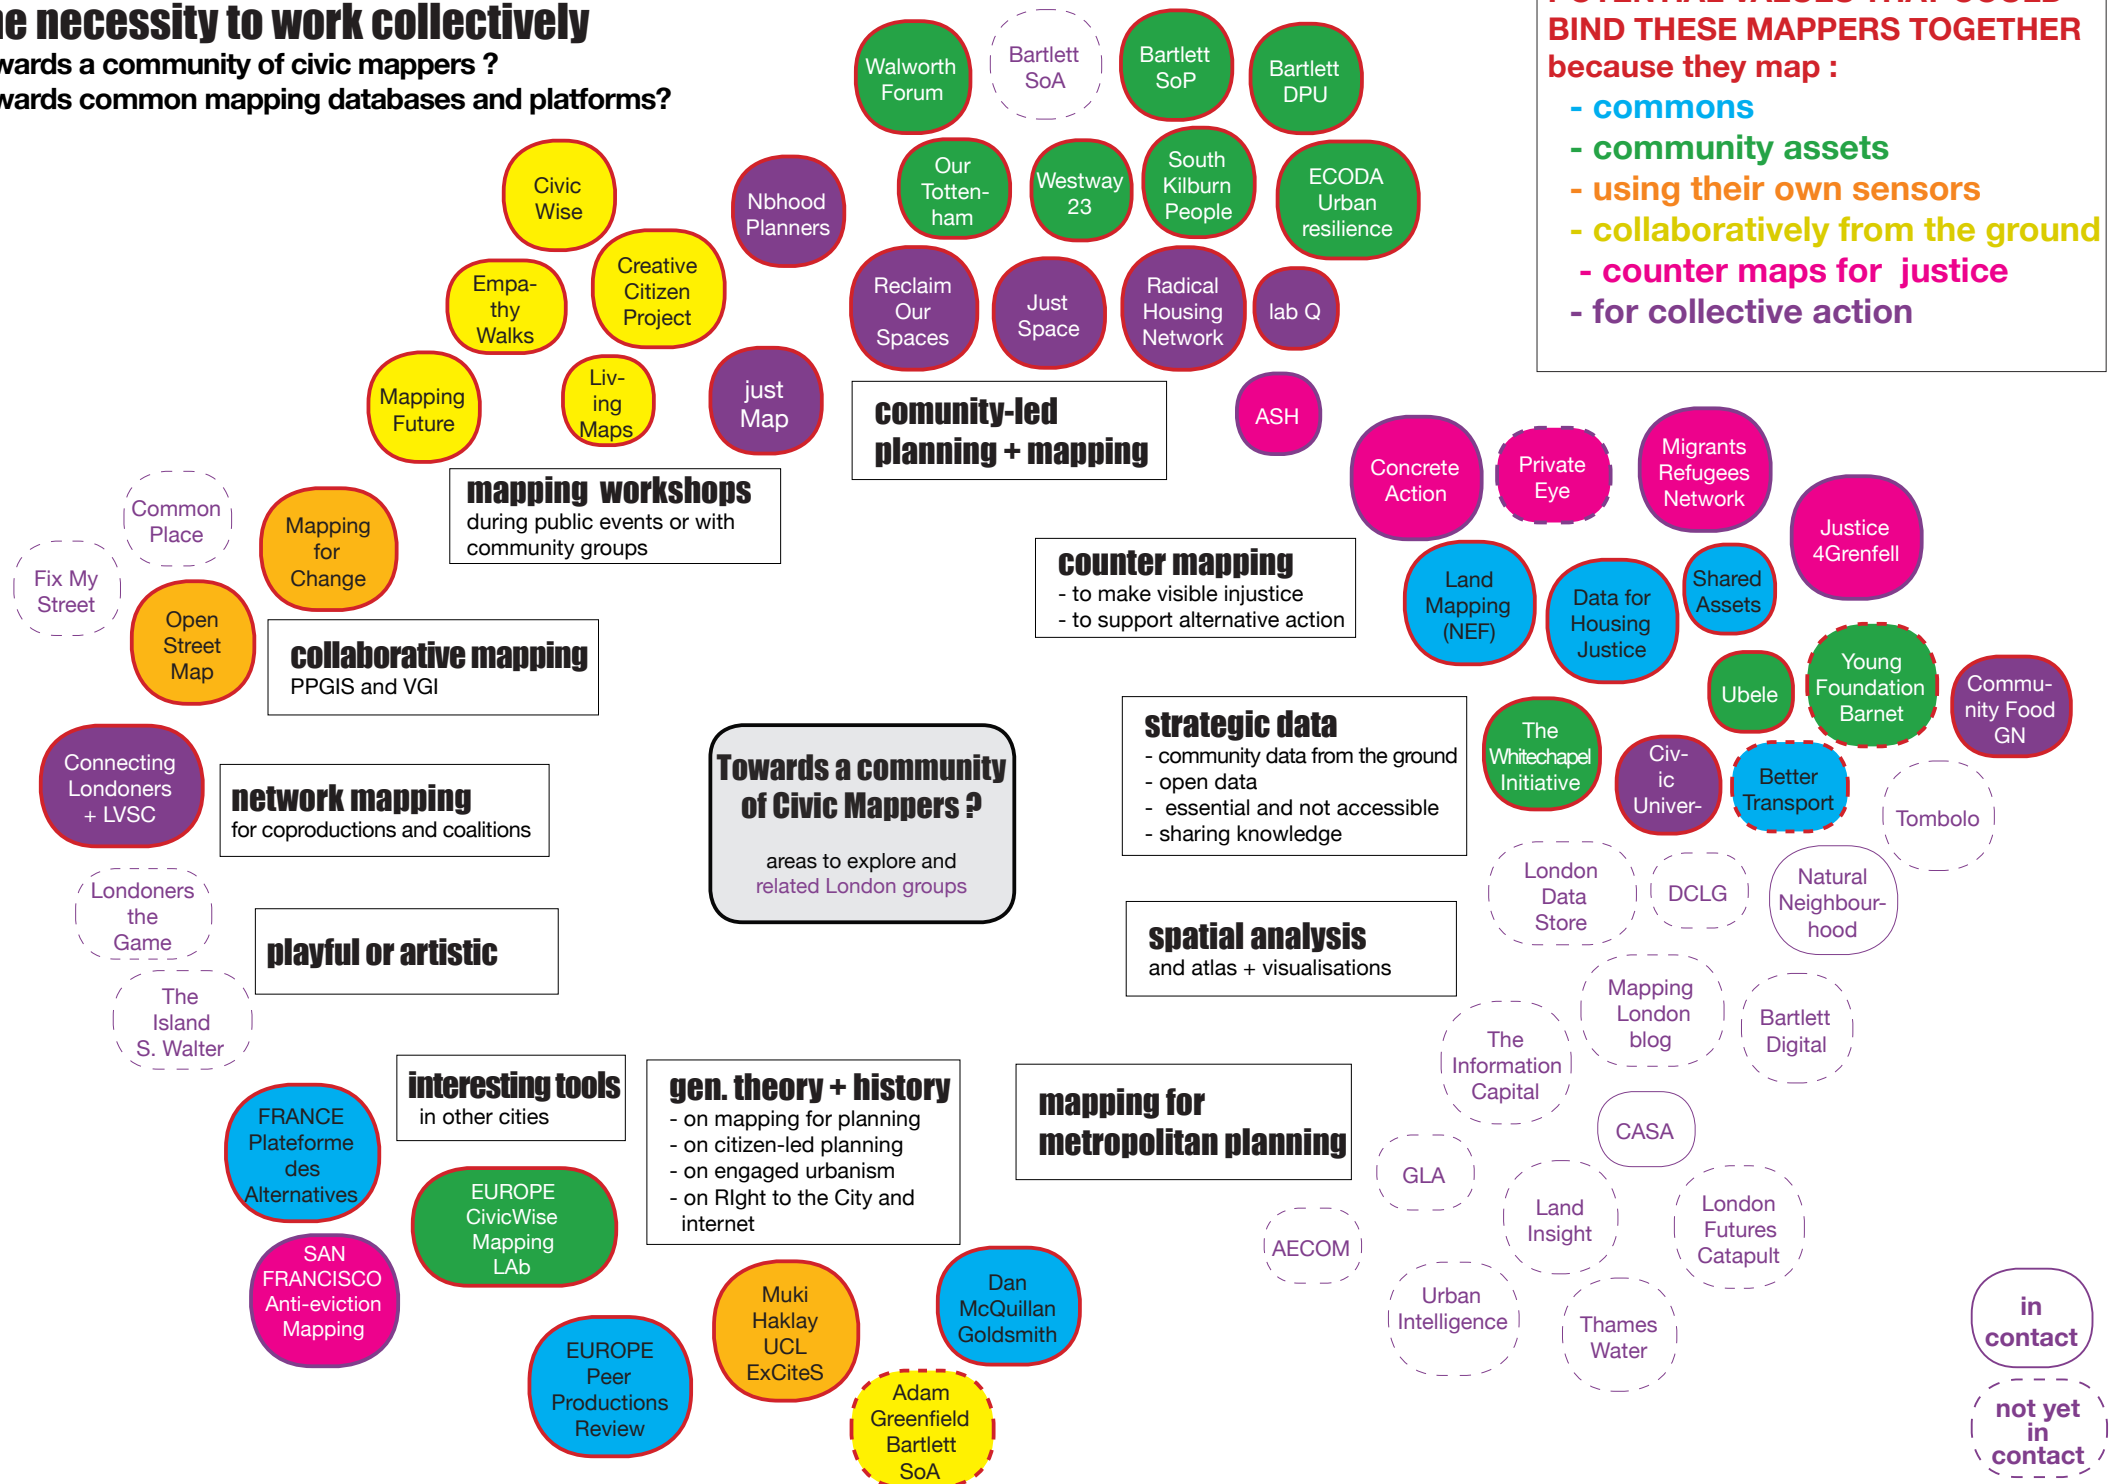 he necessity to work collectively
wards a community of civic mappers ?
wards common mapping databases and platforms?
POTENTIAL VALUES THAT COULD
BIND THESE MAPPERS TOGETHER
because they map :
- commons
- community assets
- using their own sensors
- collaboratively from the ground
- counter maps for justice
- for collective action
Walworth
Forum
Bartlett
SoA
Bartlett
SoP
Bartlett
DPU
Our
Totten-
ham
Westway
23
South
Kilburn
People
ECODA
Urban
resilience
Civic
Wise
Nbhood
Planners
Empa-
thy
Walks
Creative
Citizen
Project
Reclaim
Our
Spaces
Just
Space
Radical
Housing
Network
lab Q
Mapping
Future
Liv-
ing
Maps
just
Map
comunity-led
planning + mapping
ASH
Concrete
Action
Private
Eye
Migrants
Refugees
Network
Justice
4Grenfell
mapping workshops
during public events or with
community groups
Common
Place
Mapping
for
Change
Fix My
Street
Open
Street
Map
counter mapping
- to make visible injustice
- to support alternative action
Land
Mapping
(NEF)
Data for
Housing
Justice
Shared
Assets
collaborative mapping
PPGIS and VGI
Ubele
Young
Foundation
Barnet
Commu-
nity Food
GN
strategic data
- community data from the ground
- open data
- essential and not accessible
- sharing knowledge
The
Whitechapel
Initiative
Civ-
ic
Univer-
Better
Transport
Tombolo
Connecting
Londoners
+ LVSC
network mapping
for coproductions and coalitions
Towards a community
of Civic Mappers ?
areas to explore and
related London groups
London
Data
Store
DCLG
Natural
Neighbour-
hood
Londoners
the
Game
playful or artistic
spatial analysis
and atlas + visualisations
The
Island
S. Walter
Mapping
London
blog
Bartlett
Digital
The
Information
Capital
interesting tools
in other cities
gen. theory + history
- on mapping for planning
- on citizen-led planning
- on engaged urbanism
- on RIght to the City and
internet
mapping for
metropolitan planning
CASA
GLA
Land
Insight
London
Futures
Catapult
AECOM
Urban
Intelligence
Thames
Water
FRANCE
Plateforme
des
Alternatives
EUROPE
CivicWise
Mapping
LAb
SAN
FRANCISCO
Anti-eviction
Mapping
EUROPE
Peer
Productions
Review
Muki
Haklay
UCL
ExCiteS
Dan
McQuillan
Goldsmith
Adam
Greenfield
Bartlett
SoA
in
contact
not yet
in
contact